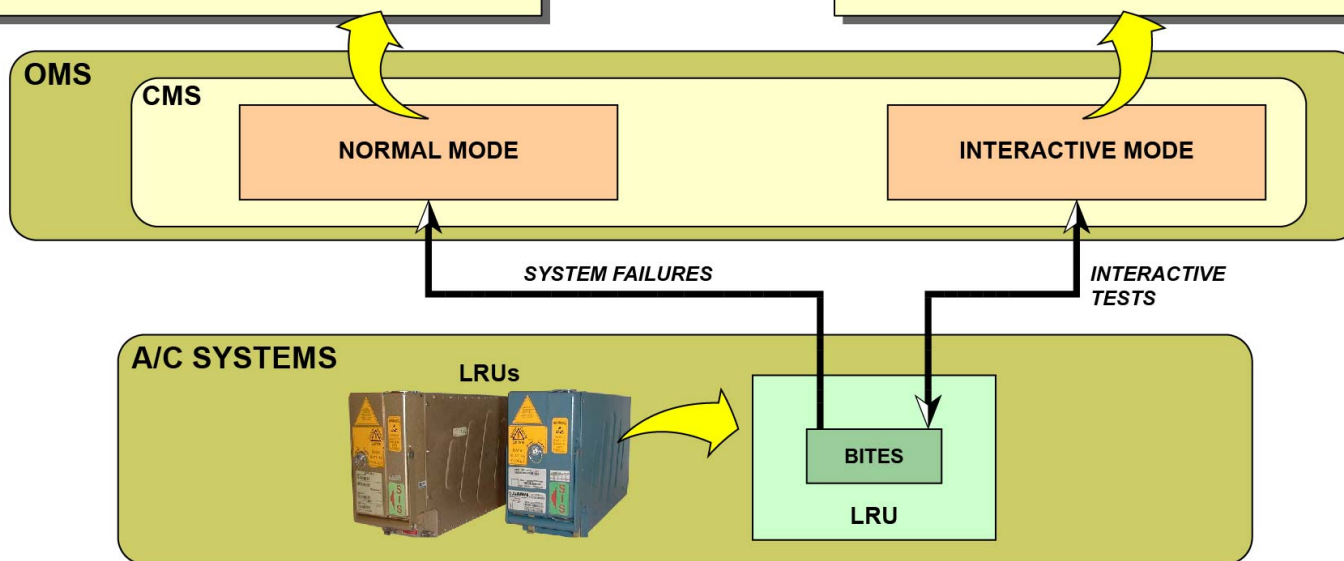 OMS
CMS
NORMAL MODE
INTERACTIVE MODE
SYSTEM FAILURES
INTERACTIVE
TESTS
A/C SYSTEMS
LRUs
S
I
S
S
I
S
BITES
LRU